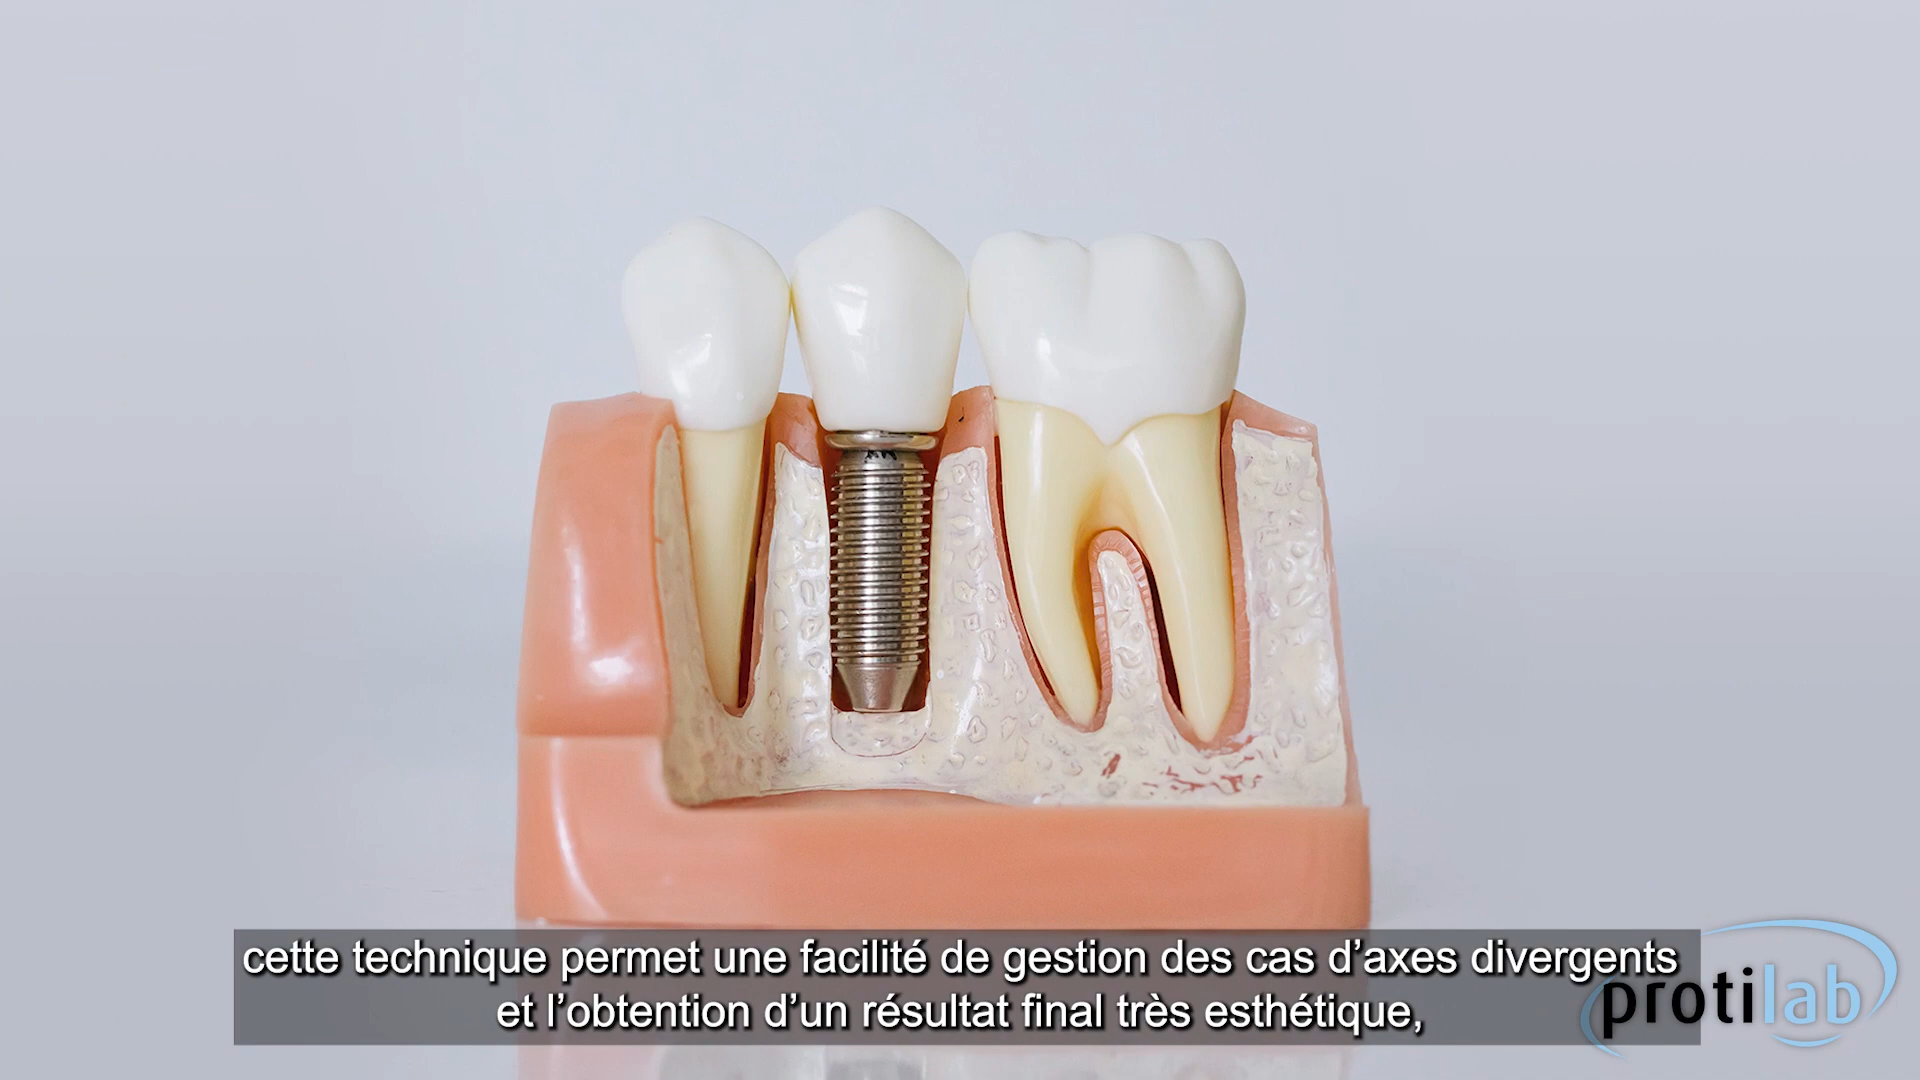 cette technique permet une facilité de gestion des cas d’axes divergents
et l’obtention d’un résultat final très esthétique,
protilab